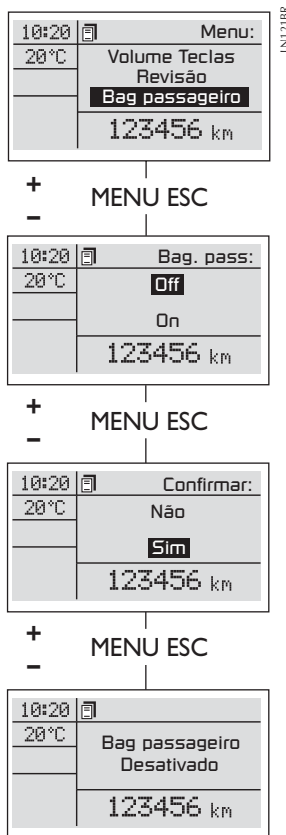 LN121BR
10:20 Menu:
20°C Volume Teclas
Revisão
Bag passageiro
123456 km
+
MENU ESC
–
10:20 Bag. pass:
20°C Off
On
123456 km
+
MENU ESC
–
10:20 Confirmar:
20°C Não
Sim
123456 km
+
MENU ESC
–
10:20
20°C Bag passageiro
Desativado
123456 km